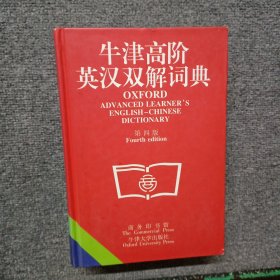 牛津高阶
英汉双解词典
OXFORD
ADVANCED LEARNER'S
ENGLISH–CHINESE
DICTIONARY
第四版
Fourth edition
商务印书馆
The Commercial Press
牛津大学出版社
Oxford University Press